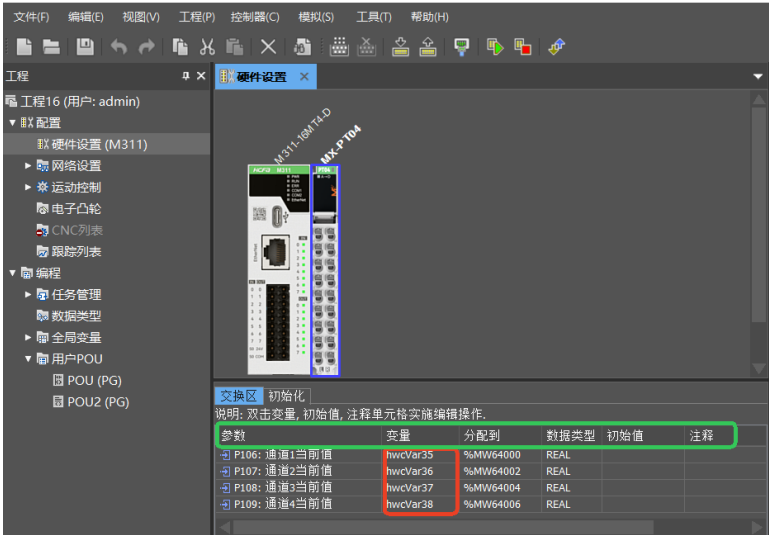 文件(F) 编辑(E) 视图(V) 工程(P) 控制器(C) 模拟(S) 工具(T) 帮助(H)
工程
硬件设置
工程16 (用户: admin)
配置
硬件设置 (M311)
网络设置
运动控制
电子凸轮
CNC列表
跟踪列表
编程
任务管理
数据类型
全局变量
用户POU
POU (PG)
POU2 (PG)
M311-16MT4-D
MX-PT04
M311
PT04
交换区 初始化
说明: 双击变量, 初始值, 注释单元格实施编辑操作.
参数 变量 分配到 数据类型 初始值 注释
P106: 通道1当前值 hwcVar35 %MW64000 REAL
P107: 通道2当前值 hwcVar36 %MW64002 REAL
P108: 通道3当前值 hwcVar37 %MW64004 REAL
P109: 通道4当前值 hwcVar38 %MW64006 REAL